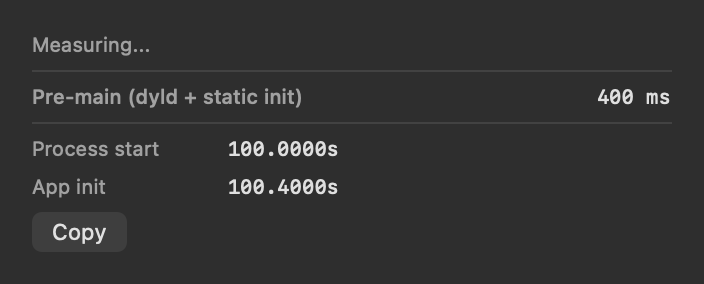 Measuring...
Pre-main (dyld + static init) 400 ms
Process start 100.0000s
App init 100.4000s
Copy